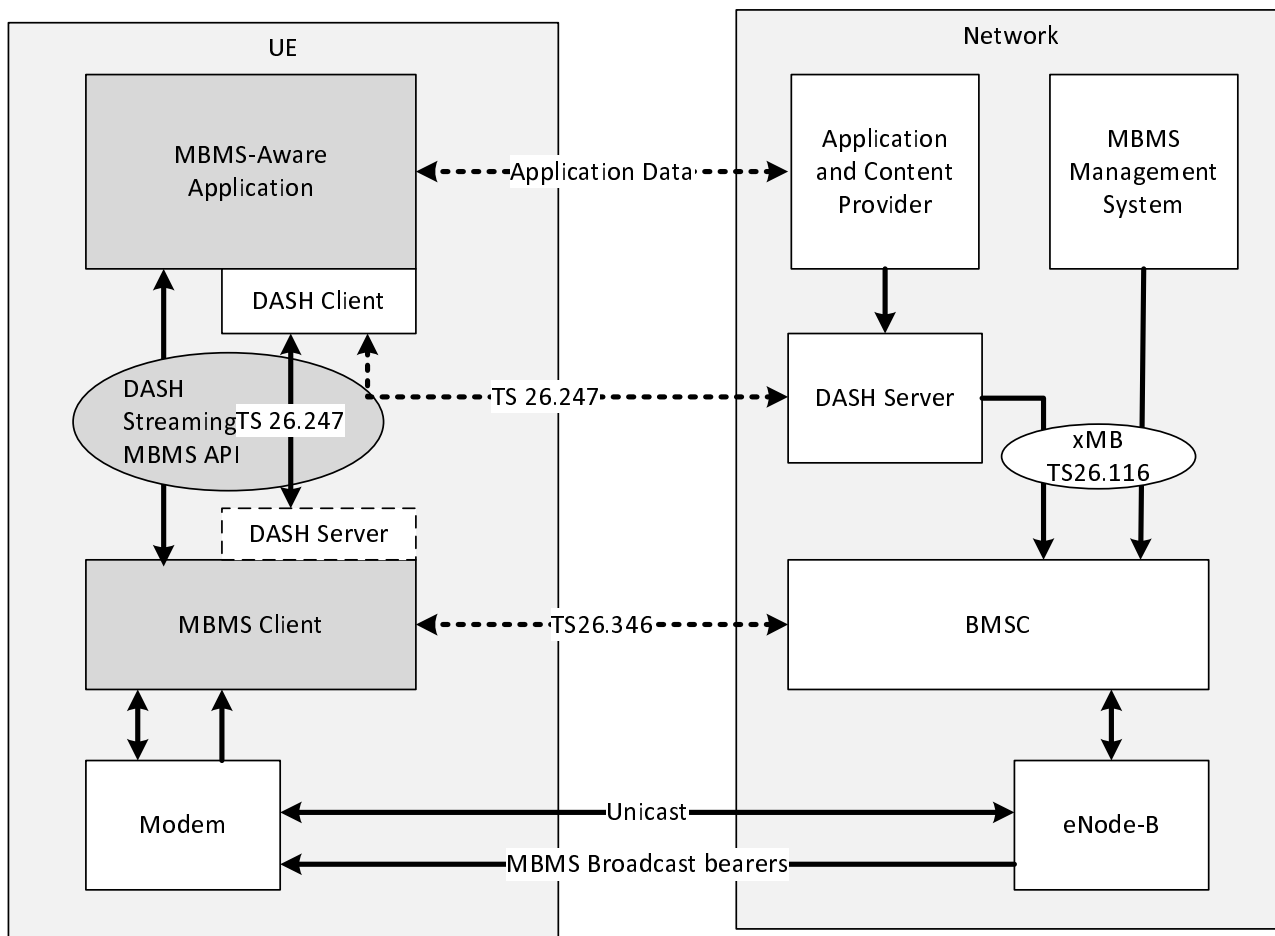 UE
Network
MBMS-Aware
Application
Application Data
Application
and Content
Provider
MBMS
Management
System
DASH Client
DASH
Streaming
MBMS API
TS 26.247
TS 26.247
DASH Server
xMB
TS26.116
DASH Server
MBMS Client
TS26.346
BMSC
Modem
Unicast
eNode-B
MBMS Broadcast bearers